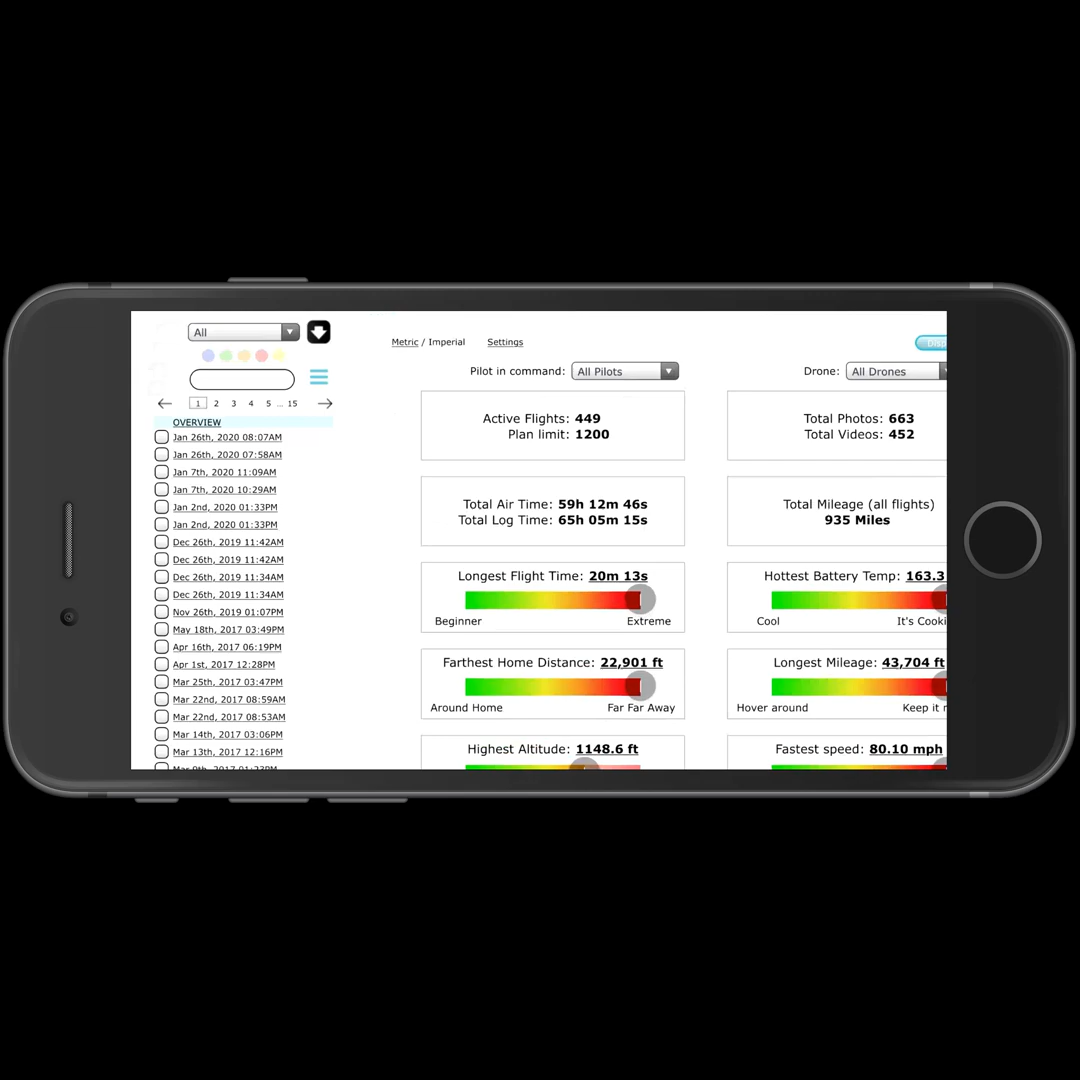 All
Metric / Imperial Settings
Pilot in command: All Pilots
Drone: All Drones
1 2 3 4 5 ... 15
OVERVIEW
Jan 26th, 2020 08:07AM
Jan 26th, 2020 07:58AM
Jan 7th, 2020 11:09AM
Jan 7th, 2020 10:29AM
Jan 2nd, 2020 01:33PM
Jan 2nd, 2020 01:33PM
Dec 26th, 2019 11:42AM
Dec 26th, 2019 11:42AM
Dec 26th, 2019 11:34AM
Dec 26th, 2019 11:34AM
Nov 26th, 2019 01:07PM
May 18th, 2017 03:49PM
Apr 16th, 2017 06:19PM
Apr 1st, 2017 12:28PM
Mar 25th, 2017 03:47PM
Mar 22nd, 2017 08:59AM
Mar 22nd, 2017 08:53AM
Mar 14th, 2017 03:06PM
Mar 13th, 2017 12:16PM
Active Flights: 449
Plan limit: 1200
Total Photos: 663
Total Videos: 452
Total Air Time: 59h 12m 46s
Total Log Time: 65h 05m 15s
Total Mileage (all flights)
935 Miles
Longest Flight Time: 20m 13s
Beginner Extreme
Hottest Battery Temp: 163.3
Cool It's Cooki
Farthest Home Distance: 22,901 ft
Around Home Far Far Away
Longest Mileage: 43,704 ft
Hover around Keep it
Highest Altitude: 1148.6 ft
Fastest speed: 80.10 mph